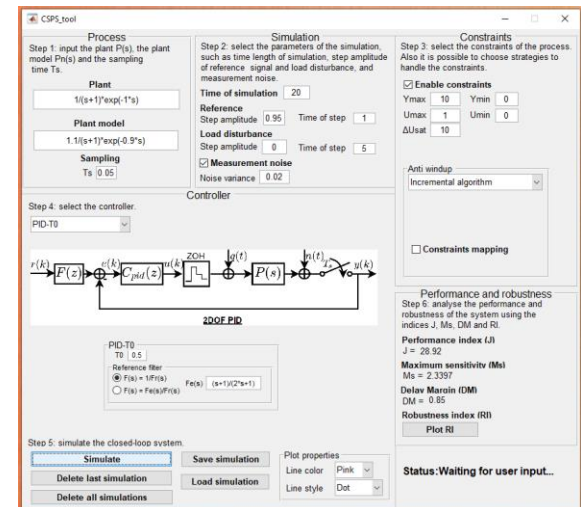 CSPS_tool
Process
Step 1: input the plant P(s), the plant
model Pn(s) and the sampling
time Ts.
Plant
1/(s+1)*exp(-1*s)
Plant model
1.1/(s+1)*exp(-0.9*s)
Sampling
Ts 0.05
Simulation
Step 2: select the parameters of the simulation,
such as time length of simulation, step amplitude
of reference signal and load disturbance, and
measurement noise.
Time of simulation 20
Reference
Step amplitude 0.95 Time of step 1
Load disturbance
Step amplitude 0 Time of step 5
Measurement noise
Noise variance 0.02
Constraints
Step 3: select the constraints of the process.
Also it is possible to choose strategies to
handle the constraints.
Enable constraints
Ymax 10 Ymin 0
Umax 1 Umin 0
ΔUsat 10
Anti windup
Incremental algorithm
Constraints mapping
Controller
Step 4: select the controller.
PID-T0
r(k) F(z) e(k) C_pid(z) u(k) ZOH q(t) P(s) n(t) T_s y(k)
2DOF PID
PID-T0
T0 0.5
Reference filter
F(s) = 1/Fr(s)
F(s) = Fe(s)/Fr(s)
Fe(s) (s+1)/(2*s+1)
Step 5: simulate the closed-loop system.
Simulate
Save simulation
Delete last simulation
Load simulation
Delete all simulations
Plot properties
Line color Pink
Line style Dot
Performance and robustness
Step 6: analyse the performance and
robustness of the system using the
indices J, Ms, DM and RI.
Performance index (J)
J = 28.92
Maximum sensitivity (Ms)
Ms = 2.3397
Delay Margin (DM)
DM = 0.85
Robustness index (RI)
Plot RI
Status:Waiting for user input...